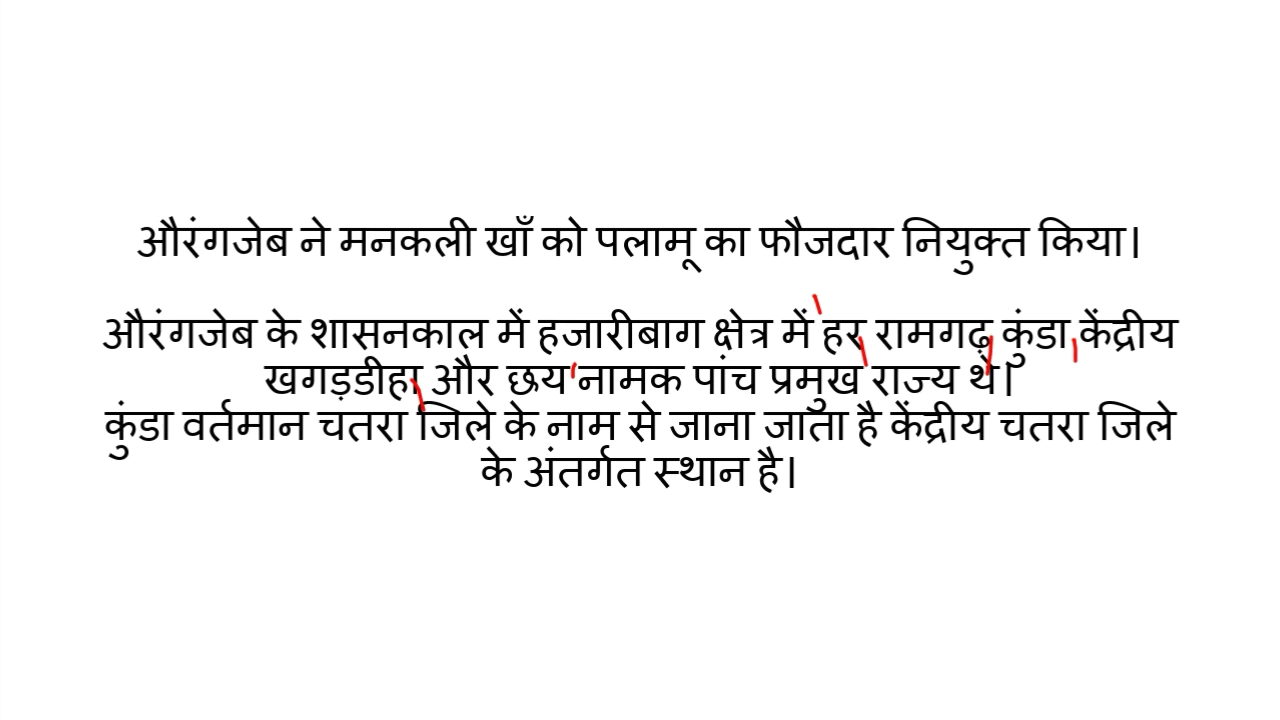 औरंगजेब ने मनकली खाँ को पलामू का फौजदार नियुक्त किया।
औरंगजेब के शासनकाल में हजारीबाग क्षेत्र में हर रामगढ़ कुंडा केंद्रीय
खगड़डीहा और छय नामक पांच प्रमुख राज्य थे।
कुंडा वर्तमान चतरा जिले के नाम से जाना जाता है केंद्रीय चतरा जिले
के अंतर्गत स्थान है।